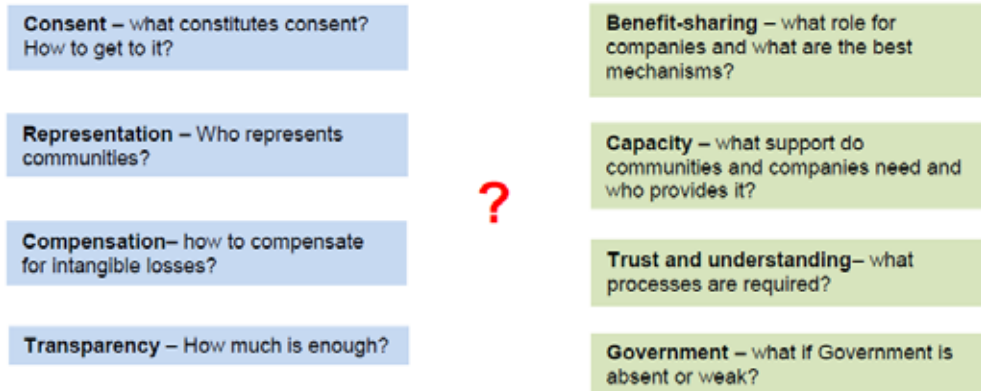 Consent – what constitutes consent?
How to get to it?
Representation – Who represents
communities?
Compensation– how to compensate
for intangible losses?
Transparency – How much is enough?
?
Benefit-sharing – what role for
companies and what are the best
mechanisms?
Capacity – what support do
communities and companies need and
who provides it?
Trust and understanding– what
processes are required?
Government – what if Government is
absent or weak?